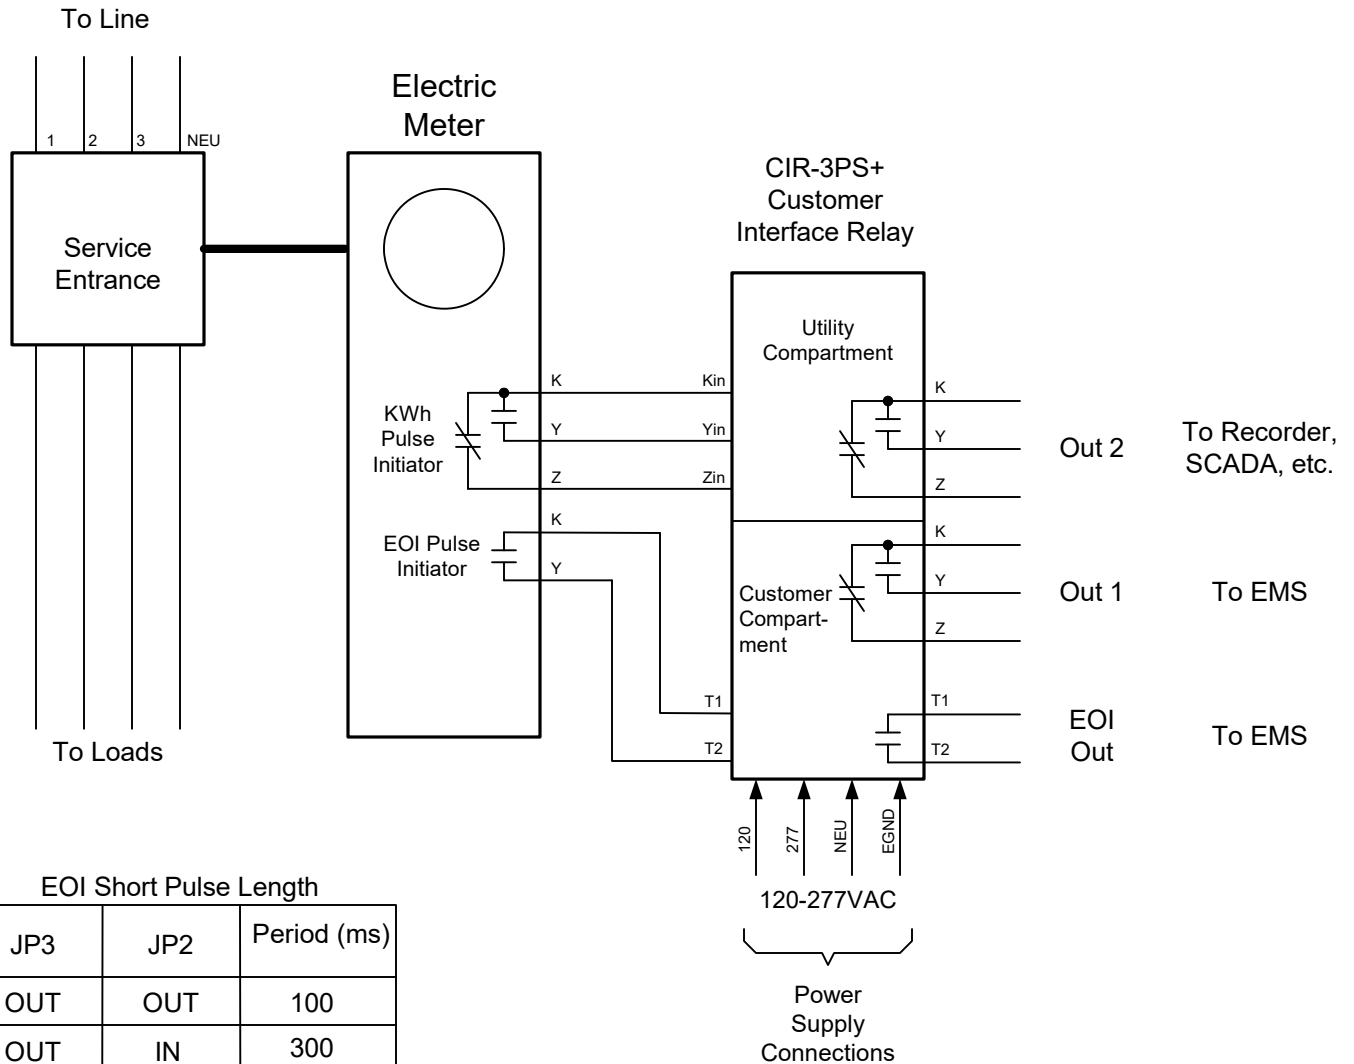 To Line
1 2 3 NEU
Service
Entrance
To Loads
Electric
Meter
KWh
Pulse
Initiator
K
Y
Z
EOI Pulse
Initiator
K
Y
Kin
Yin
Zin
T1
T2
CIR-3PS+
Customer
Interface Relay
Utility
Compartment
K
Y
Z
Out 2
To Recorder,
SCADA, etc.
Customer
Compart-
ment
K
Y
Z
Out 1
To EMS
T1
T2
EOI
Out
To EMS
120 277 NEU EGND
120-277VAC
Power
Supply
Connections
EOI Short Pulse Length
JP3 JP2 Period (ms)
OUT OUT 100
OUT IN 300